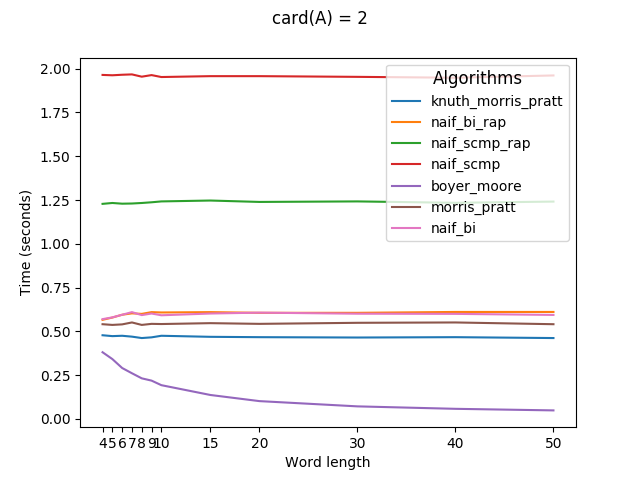 card(A) = 2
2.00
1.75
1.50
1.25
1.00
0.75
0.50
0.25
0.00
Time (seconds)
Algorithms
knuth_morris_pratt
naif_bi_rap
naif_scmp_rap
naif_scmp
boyer_moore
morris_pratt
naif_bi
4 5 6 7 8 9 10 15 20 30 40 50
Word length